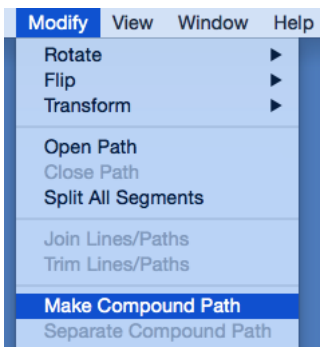 Modify View Window Help
Rotate
Flip
Transform
Open Path
Close Path
Split All Segments
Join Lines/Paths
Trim Lines/Paths
Make Compound Path
Separate Compound Path